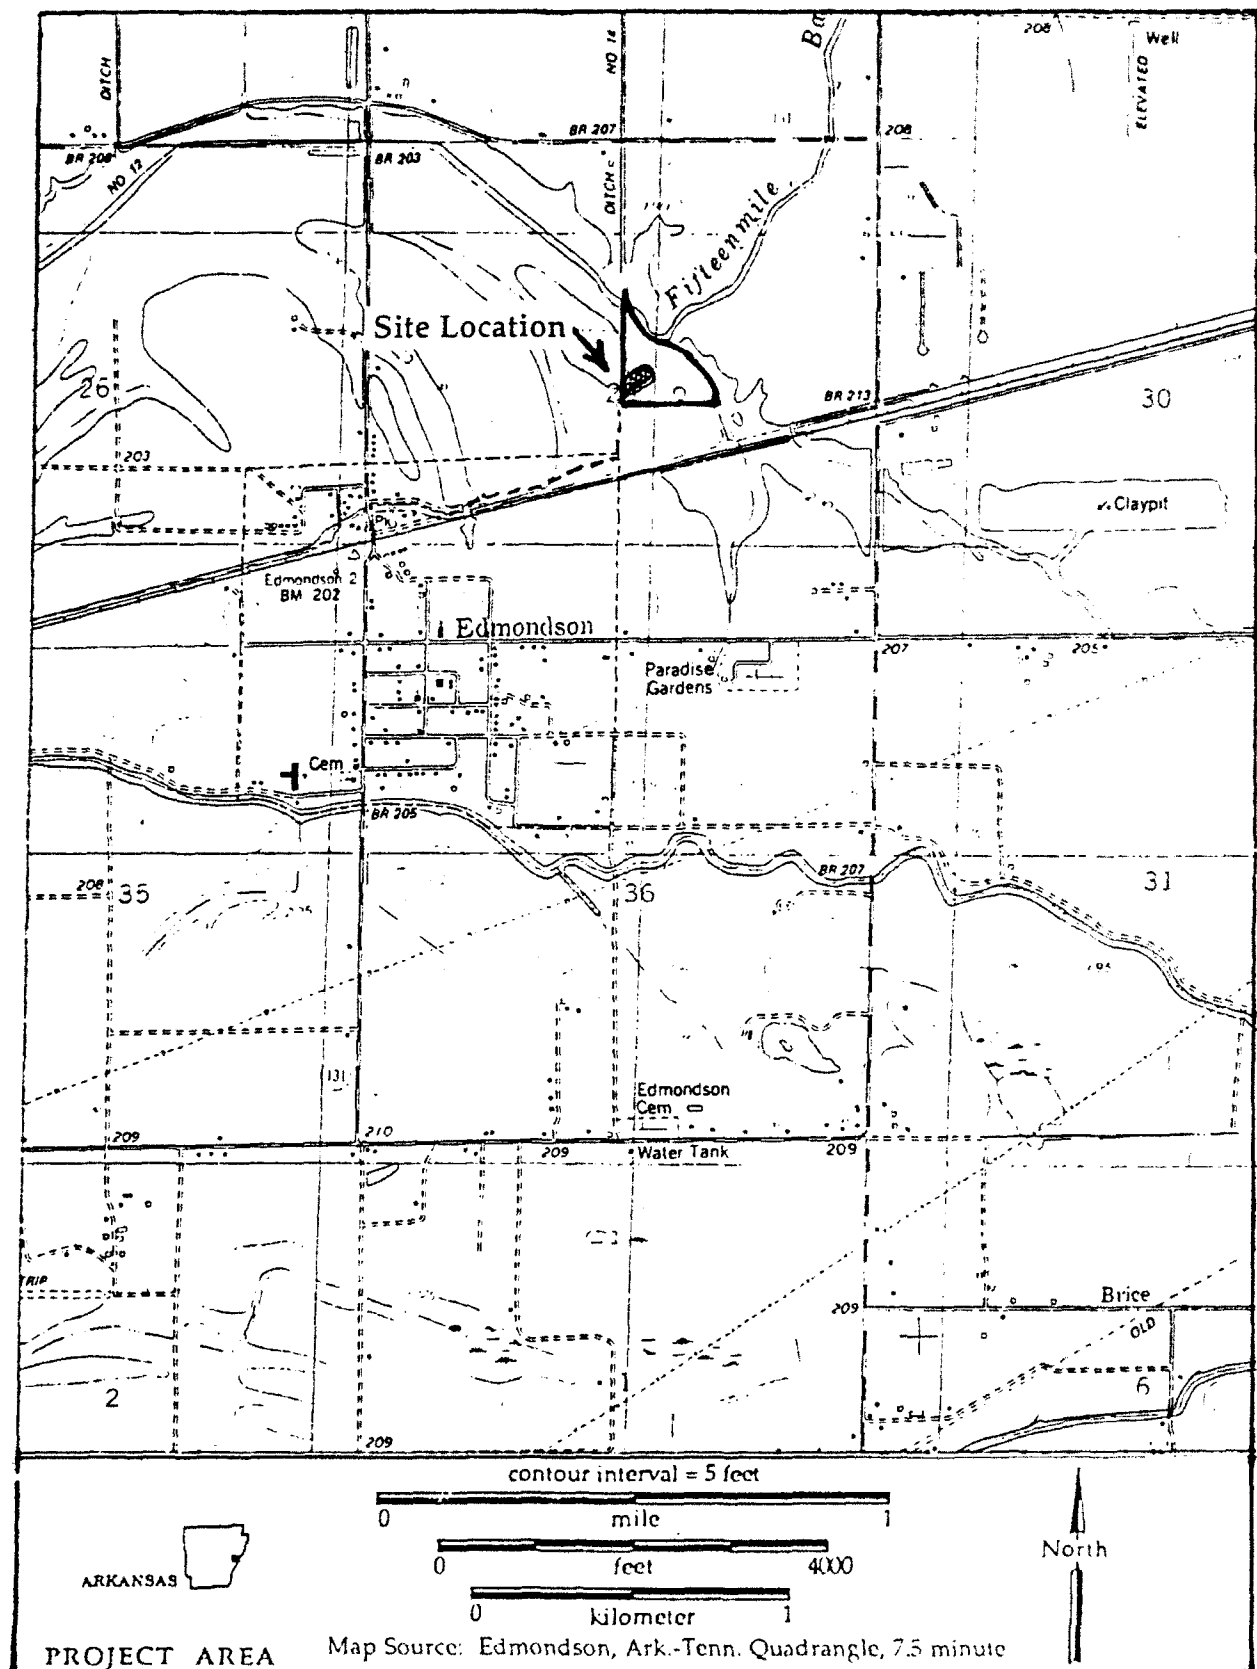 DITCH
NO 14
Ba
208
Well
ELEVATED
BR 208
NO 12
BR 203
BR 207
DITCH
208
Fifteenmile
Site Location
26
BR 213
30
203
Claypit
Edmondson 2
BM 202
Edmondson
207
205
Paradise
Gardens
Cem
BR 205
BR 207
208
35
36
31
131
Edmondson
Cem
209
210
209
Water Tank
209
TRIP
209
Brice
OLD
2
1
6
209
contour interval = 5 feet
0 mile 1
0 feet 4000
0 kilometer 1
ARKANSAS
North
PROJECT AREA
Map Source: Edmondson, Ark.-Tenn. Quadrangle, 7.5 minute